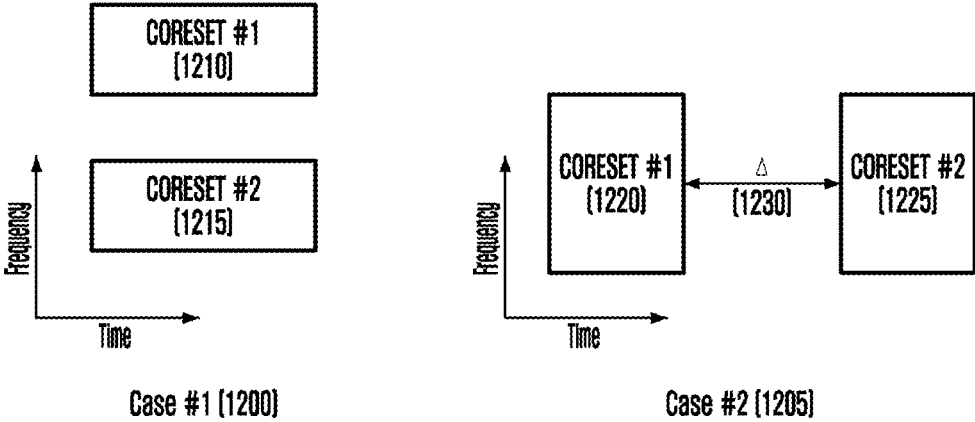 CORESET #1
(1210)
CORESET #2
(1215)
Frequency
Time
Case #1 (1200)
CORESET #1
(1220)
Δ
(1230)
CORESET #2
(1225)
Frequency
Time
Case #2 (1205)